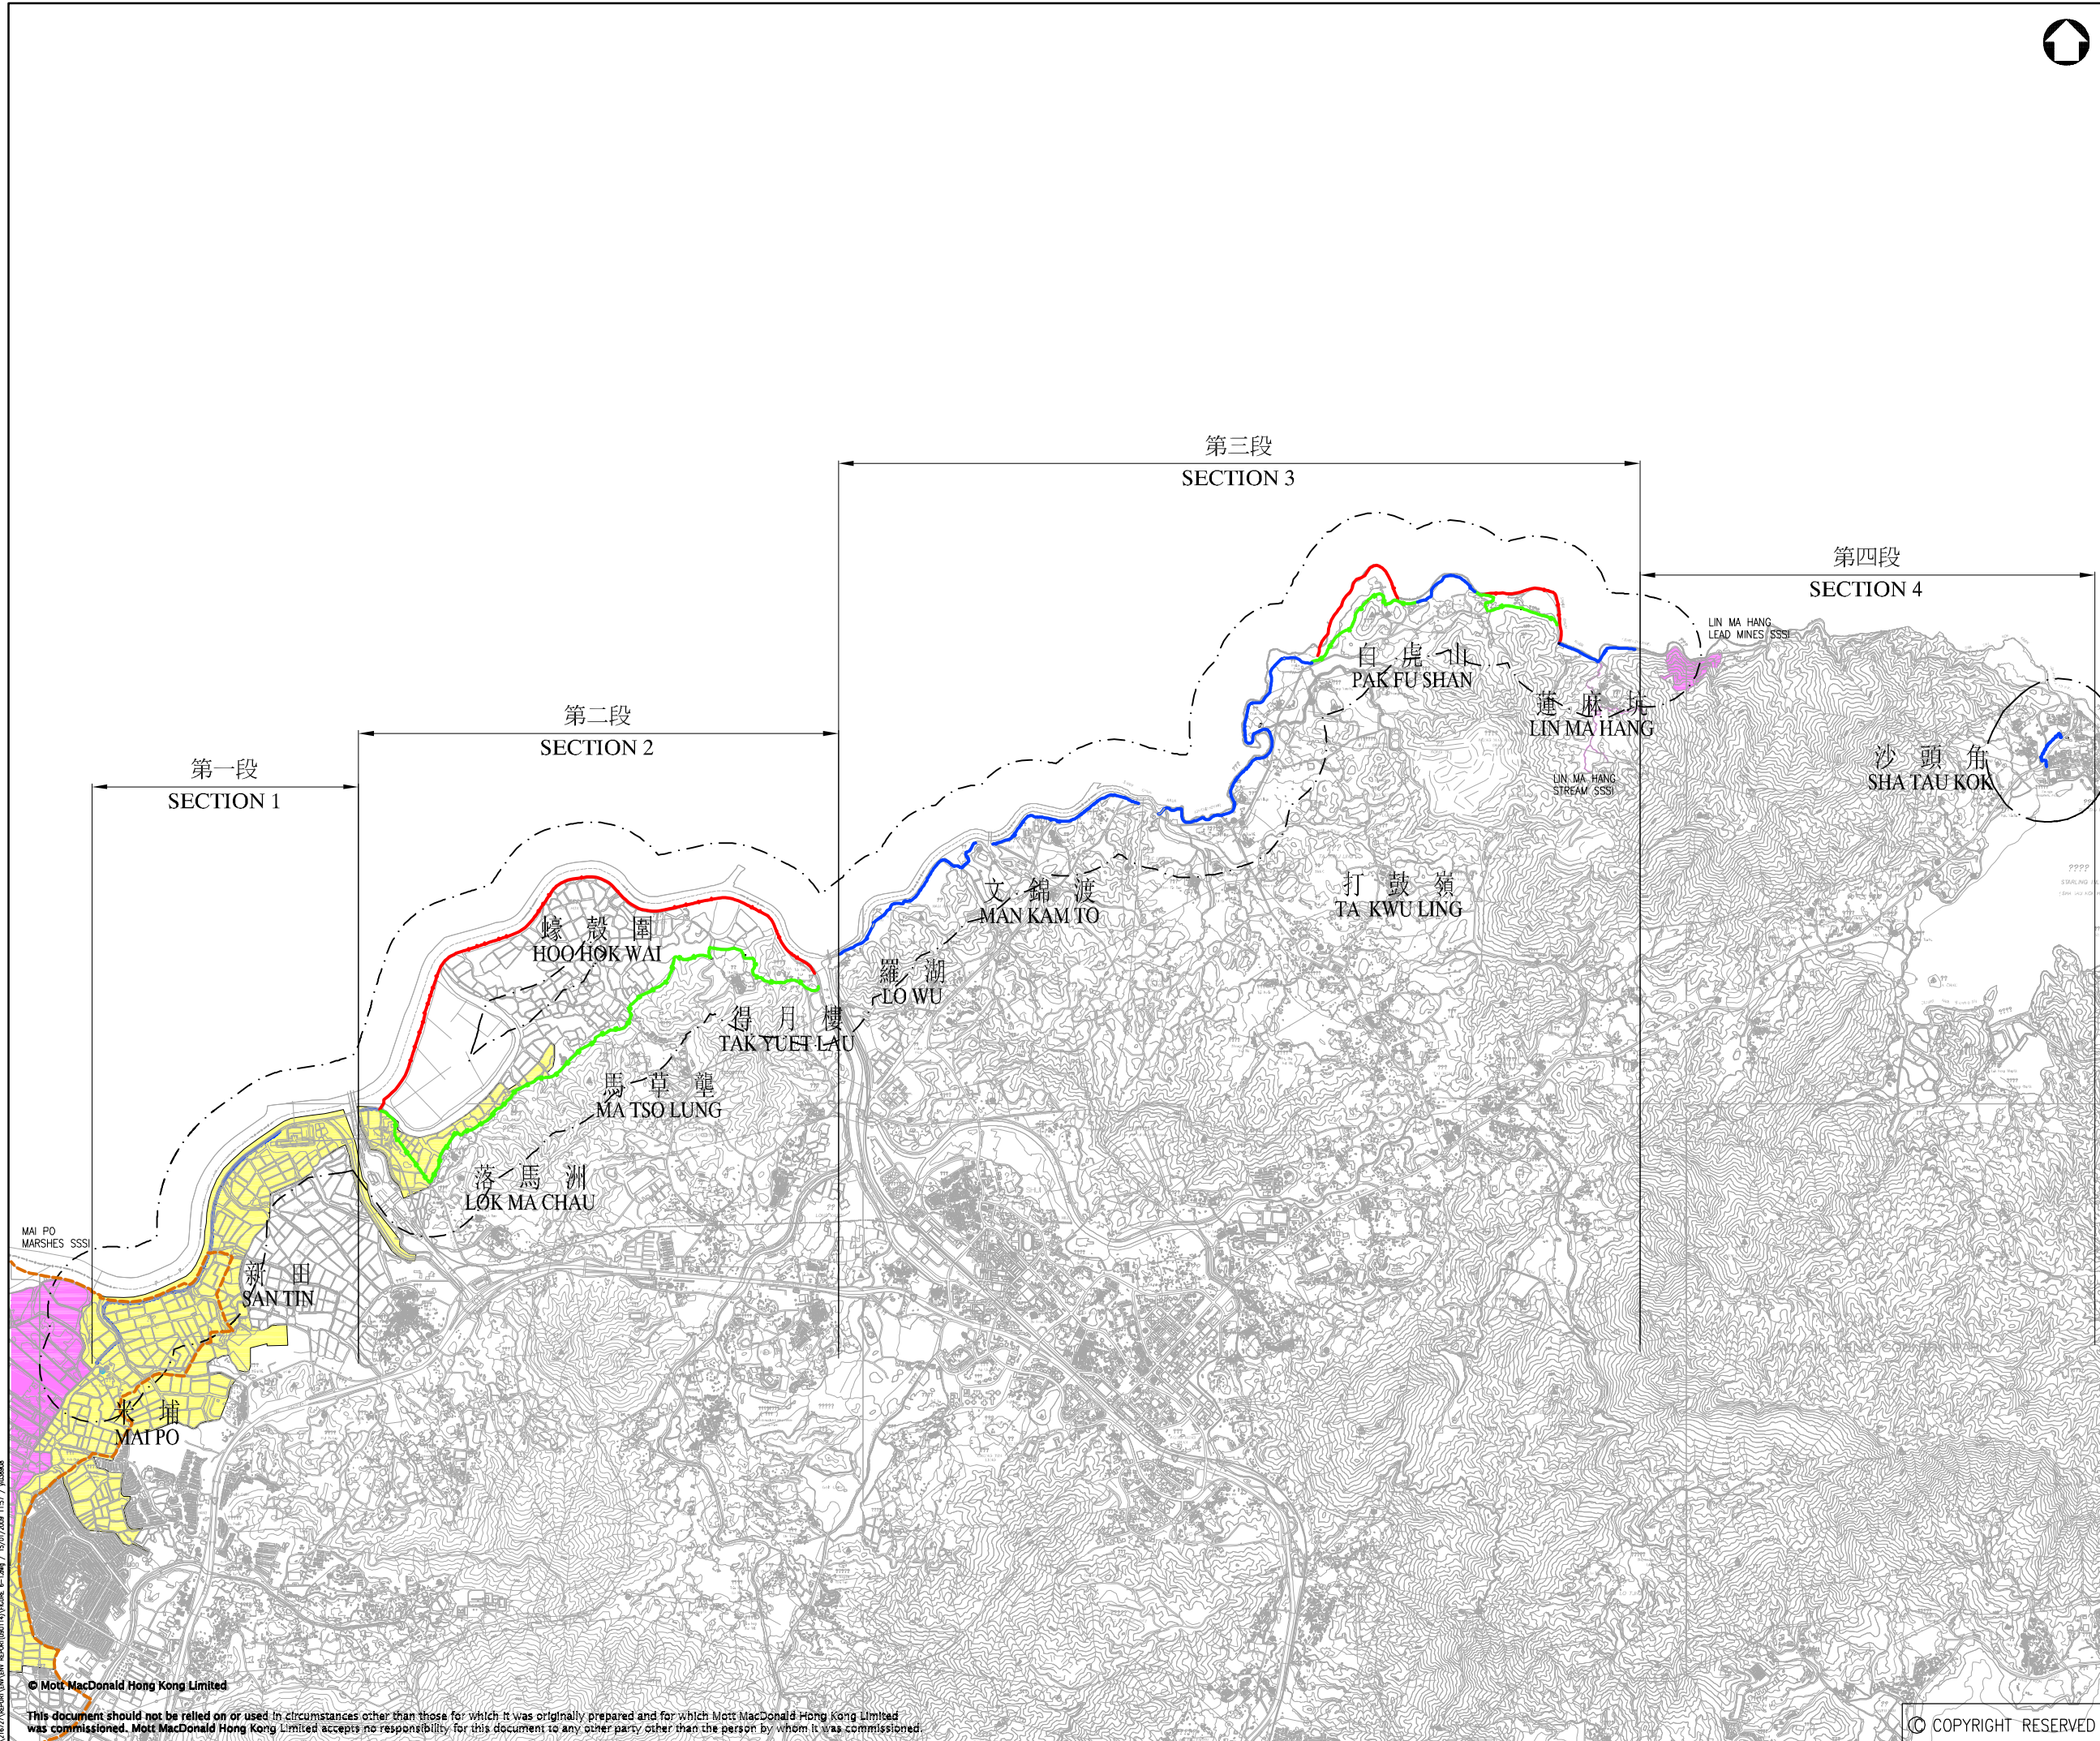 第三段
SECTION 3
第四段
SECTION 4
LIN MA HANG
LEAD MINES SSSI
白虎山
PAK FU SHAN
蓮麻坑
LIN MA HANG
第二段
SECTION 2
沙頭角
SHA TAU KOK
第一段
SECTION 1
LIN MA HANG
STREAM SSSI
文錦渡
MAN KAM TO
打鼓嶺
TA KWU LING
蠔殼圍
HOO HOK WAI
羅湖
LO WU
得月樓
TAK YUET LAU
馬草壟
MA TSO LUNG
落馬洲
LOK MA CHAU
MAI PO
MARSHES SSSI
新田
SAN TIN
米埔
MAI PO
© Mott MacDonald Hong Kong Limited
This document should not be relied on or used in circumstances other than those for which it was originally prepared and for which Mott MacDonald Hong Kong Limited
was commissioned. Mott MacDonald Hong Kong Limited accepts no responsibility for this document to any other party other than the person by whom it was commissioned.
© COPYRIGHT RESERVED